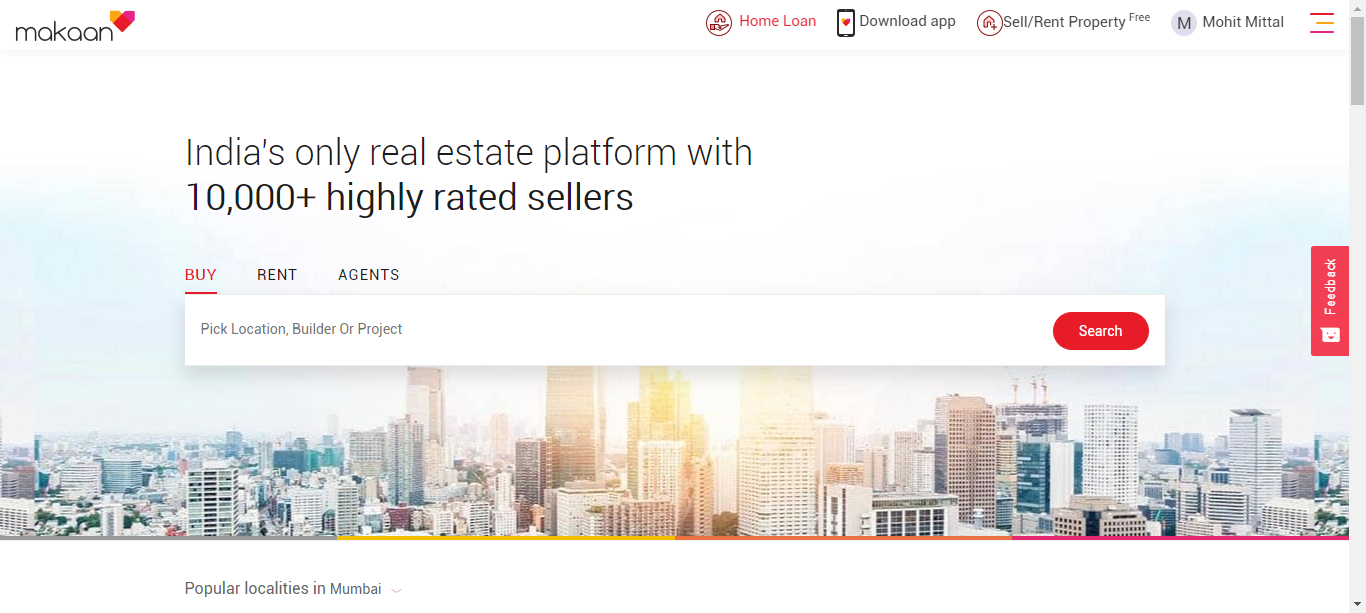 makaan
Home Loan
Download app
Sell/Rent Property Free
M
Mohit Mittal
India's only real estate platform with
10,000+ highly rated sellers
BUY
RENT
AGENTS
Pick Location, Builder Or Project
Search
Feedback
Popular localities in Mumbai